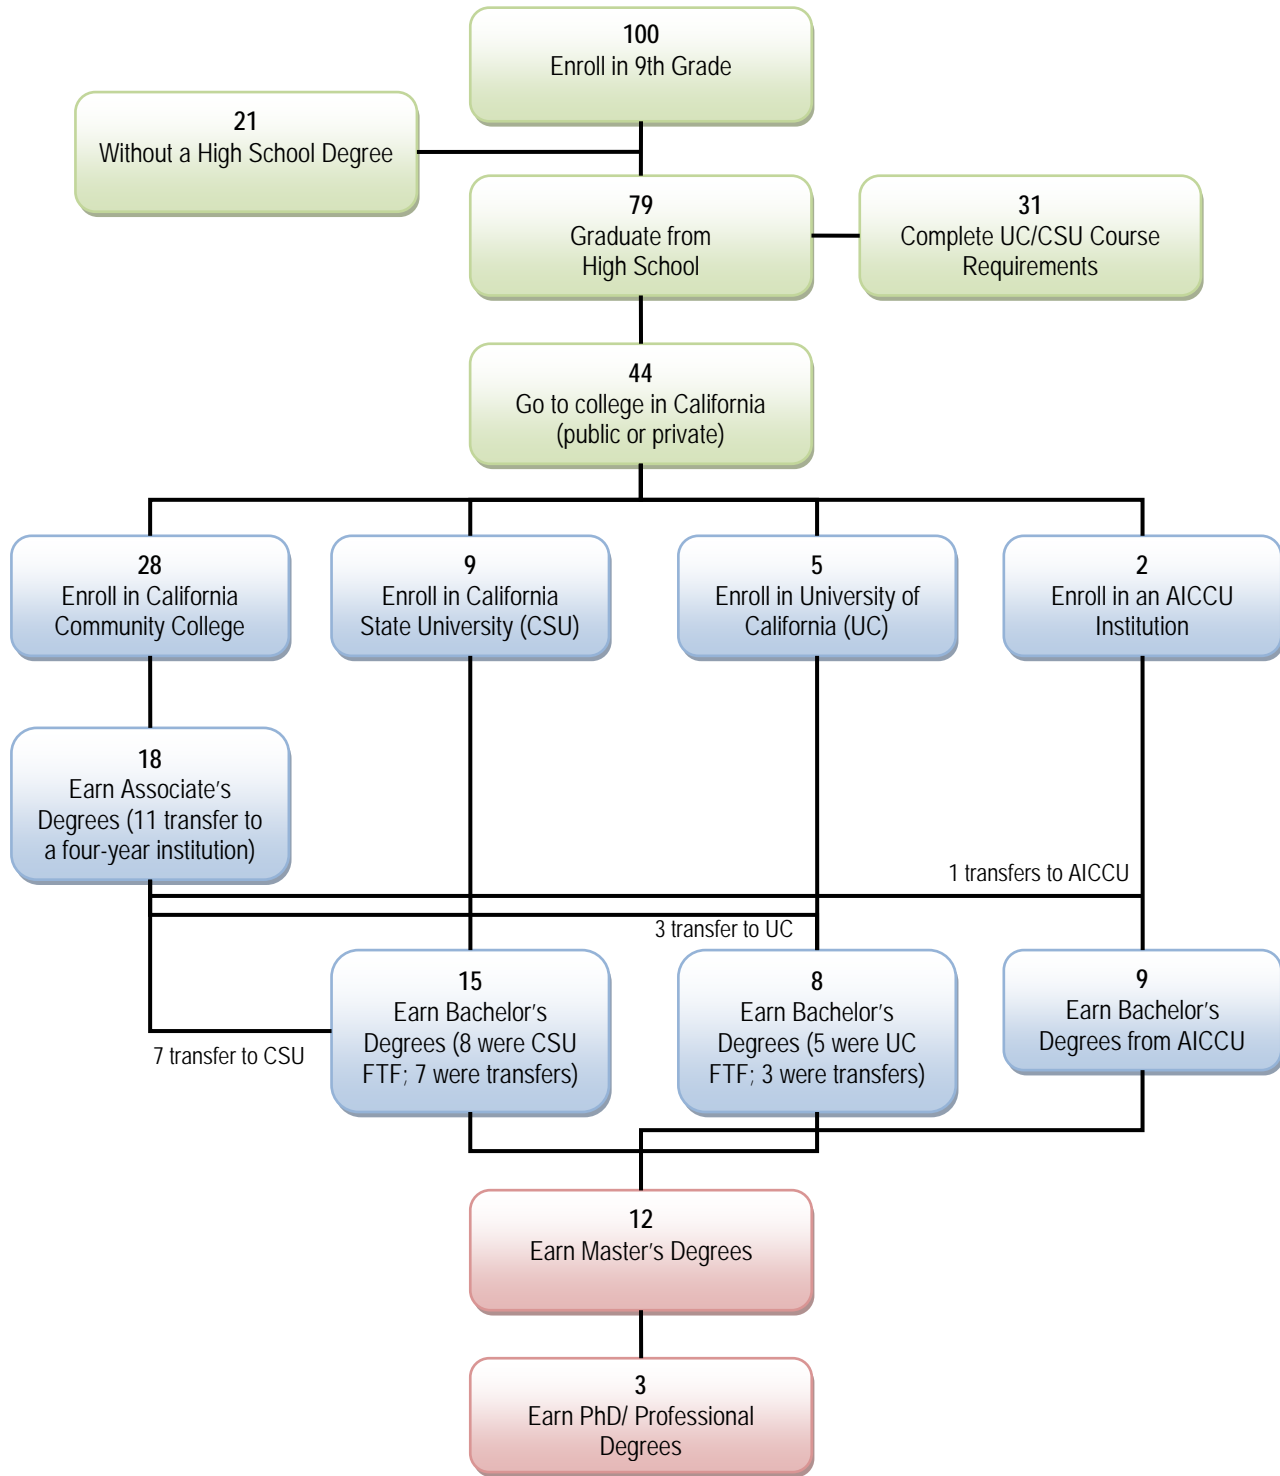 100
Enroll in 9th Grade
21
Without a High School Degree
79
Graduate from
High School
31
Complete UC/CSU Course
Requirements
44
Go to college in California
(public or private)
28
Enroll in California
Community College
9
Enroll in California
State University (CSU)
5
Enroll in University of
California (UC)
2
Enroll in an AICCU
Institution
18
Earn Associate's
Degrees (11 transfer to
a four-year institution)
1 transfers to AICCU
3 transfer to UC
7 transfer to CSU
15
Earn Bachelor's
Degrees (8 were CSU
FTF; 7 were transfers)
8
Earn Bachelor's
Degrees (5 were UC
FTF; 3 were transfers)
9
Earn Bachelor's
Degrees from AICCU
12
Earn Master's Degrees
3
Earn PhD/ Professional
Degrees